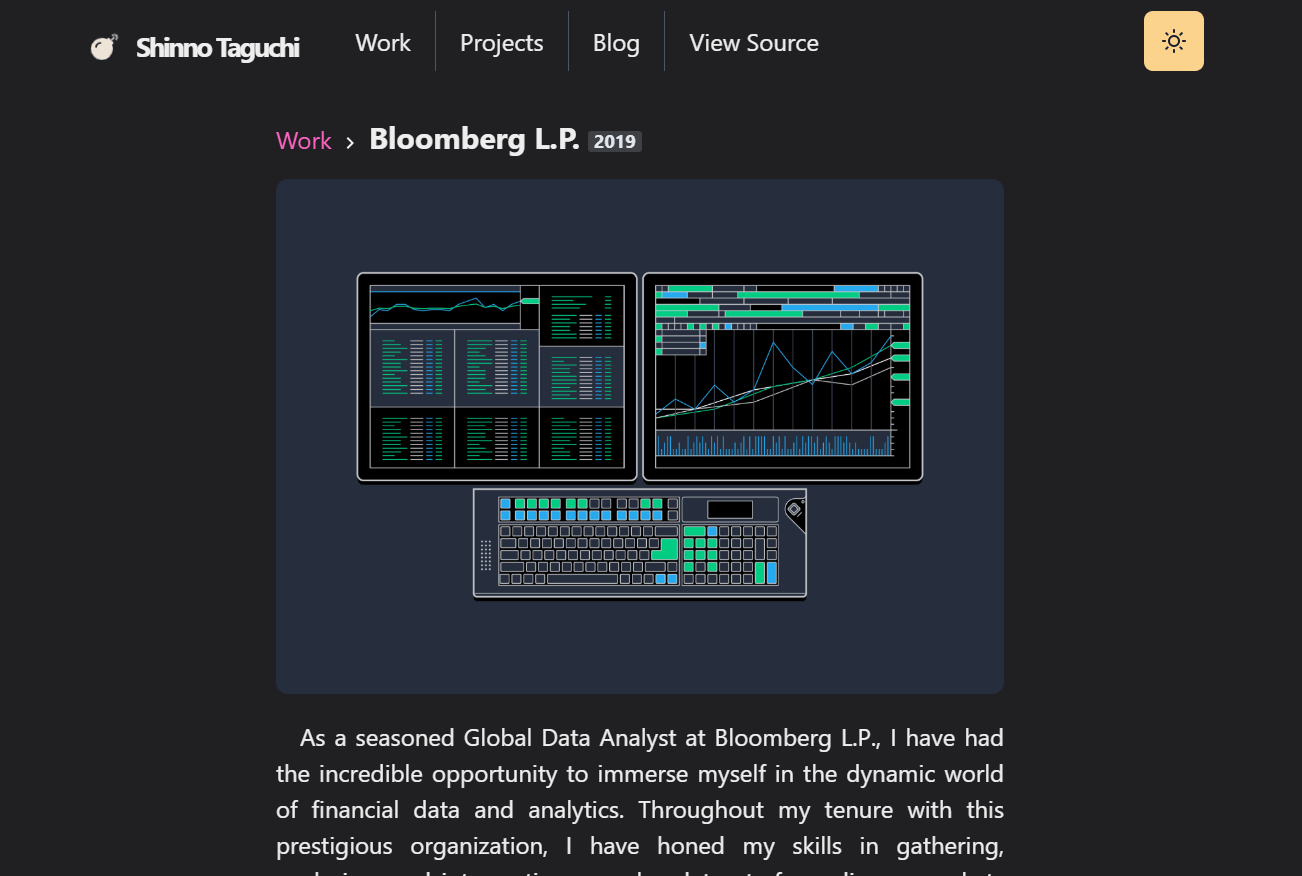 Shinno Taguchi
Work
Projects
Blog
View Source
Work › Bloomberg L.P. 2019
As a seasoned Global Data Analyst at Bloomberg L.P., I have had
the incredible opportunity to immerse myself in the dynamic world
of financial data and analytics. Throughout my tenure with this
prestigious organization, I have honed my skills in gathering,